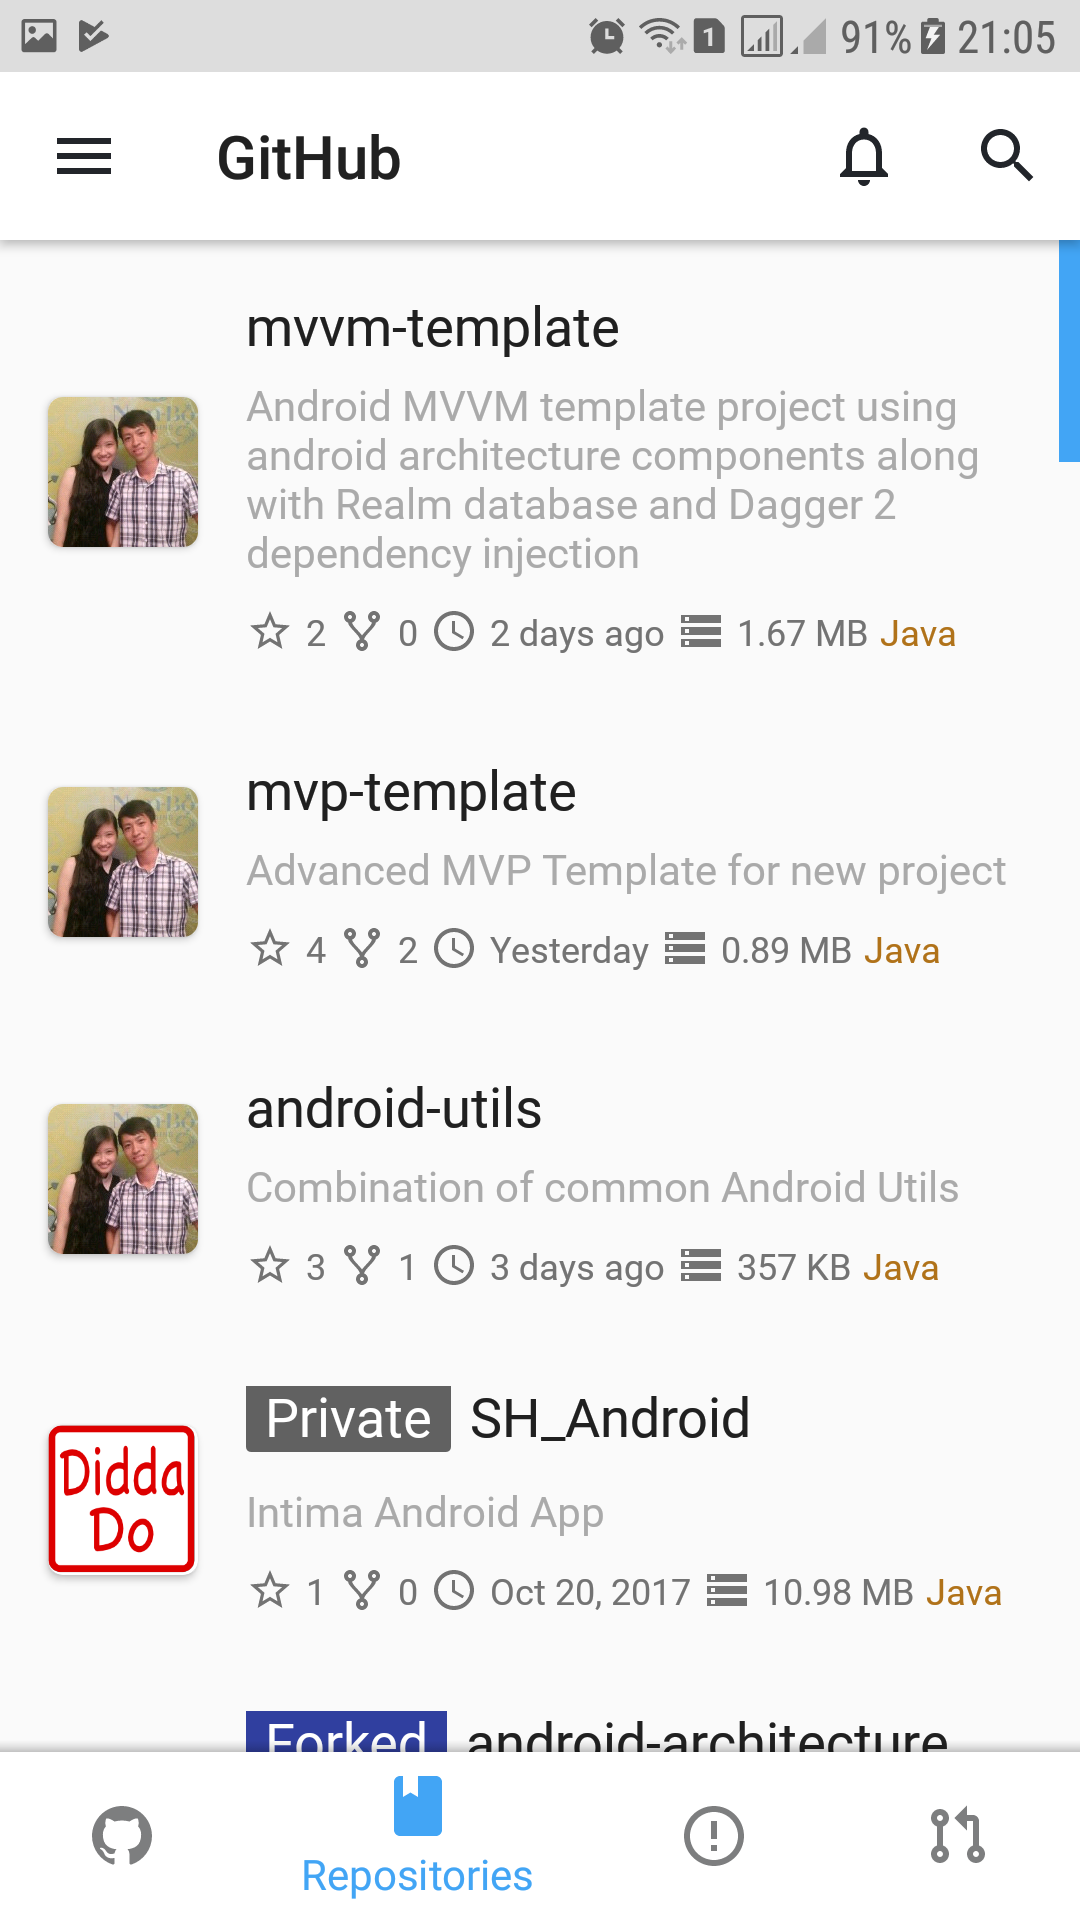 1 91% 21:05
GitHub
mvvm-template
Android MVVM template project using
android architecture components along
with Realm database and Dagger 2
dependency injection
2 0 2 days ago 1.67 MB Java
mvp-template
Advanced MVP Template for new project
4 2 Yesterday 0.89 MB Java
android-utils
Combination of common Android Utils
3 1 3 days ago 357 KB Java
Private SH_Android
Didda
Do
Intima Android App
1 0 Oct 20, 2017 10.98 MB Java
Forked android-architecture
Repositories